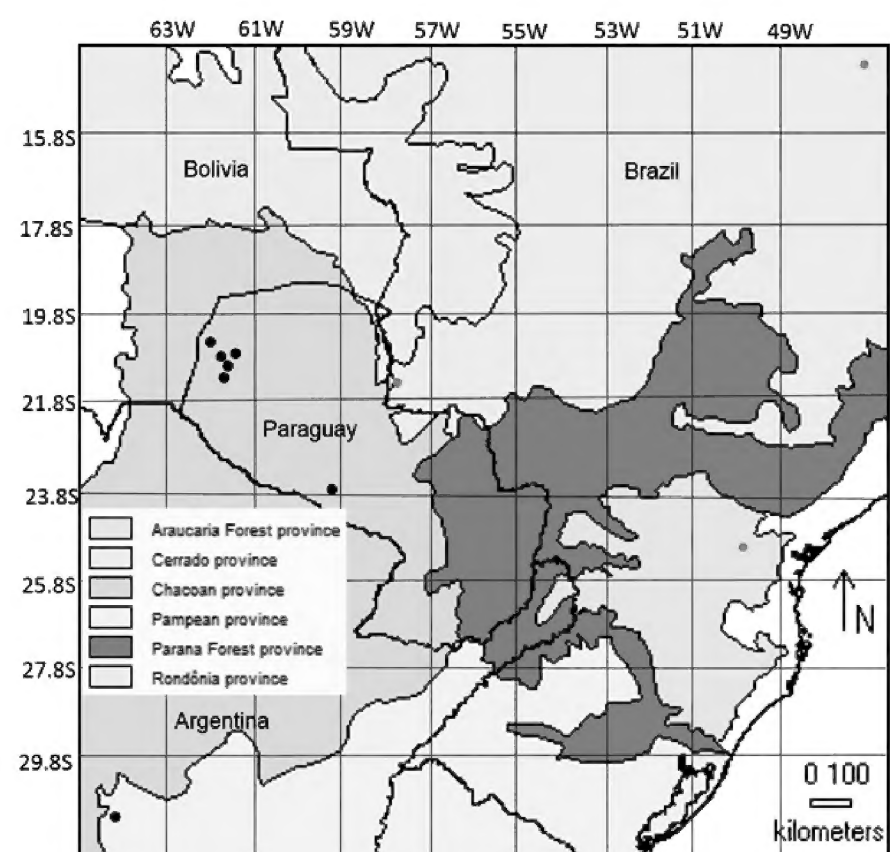 63W 61W 59W 57W 55W 53W 51W 49W
15.8S
Bolivia
Brazil
17.8S
19.8S
21.8S
Paraguay
23.8S
Araucaria Forest province
Cerrado province
Chacoan province
Pampean province
Parana Forest province
Rondônia province
25.8S
N
27.8S
Argentina
29.8S
0 100
kilometers